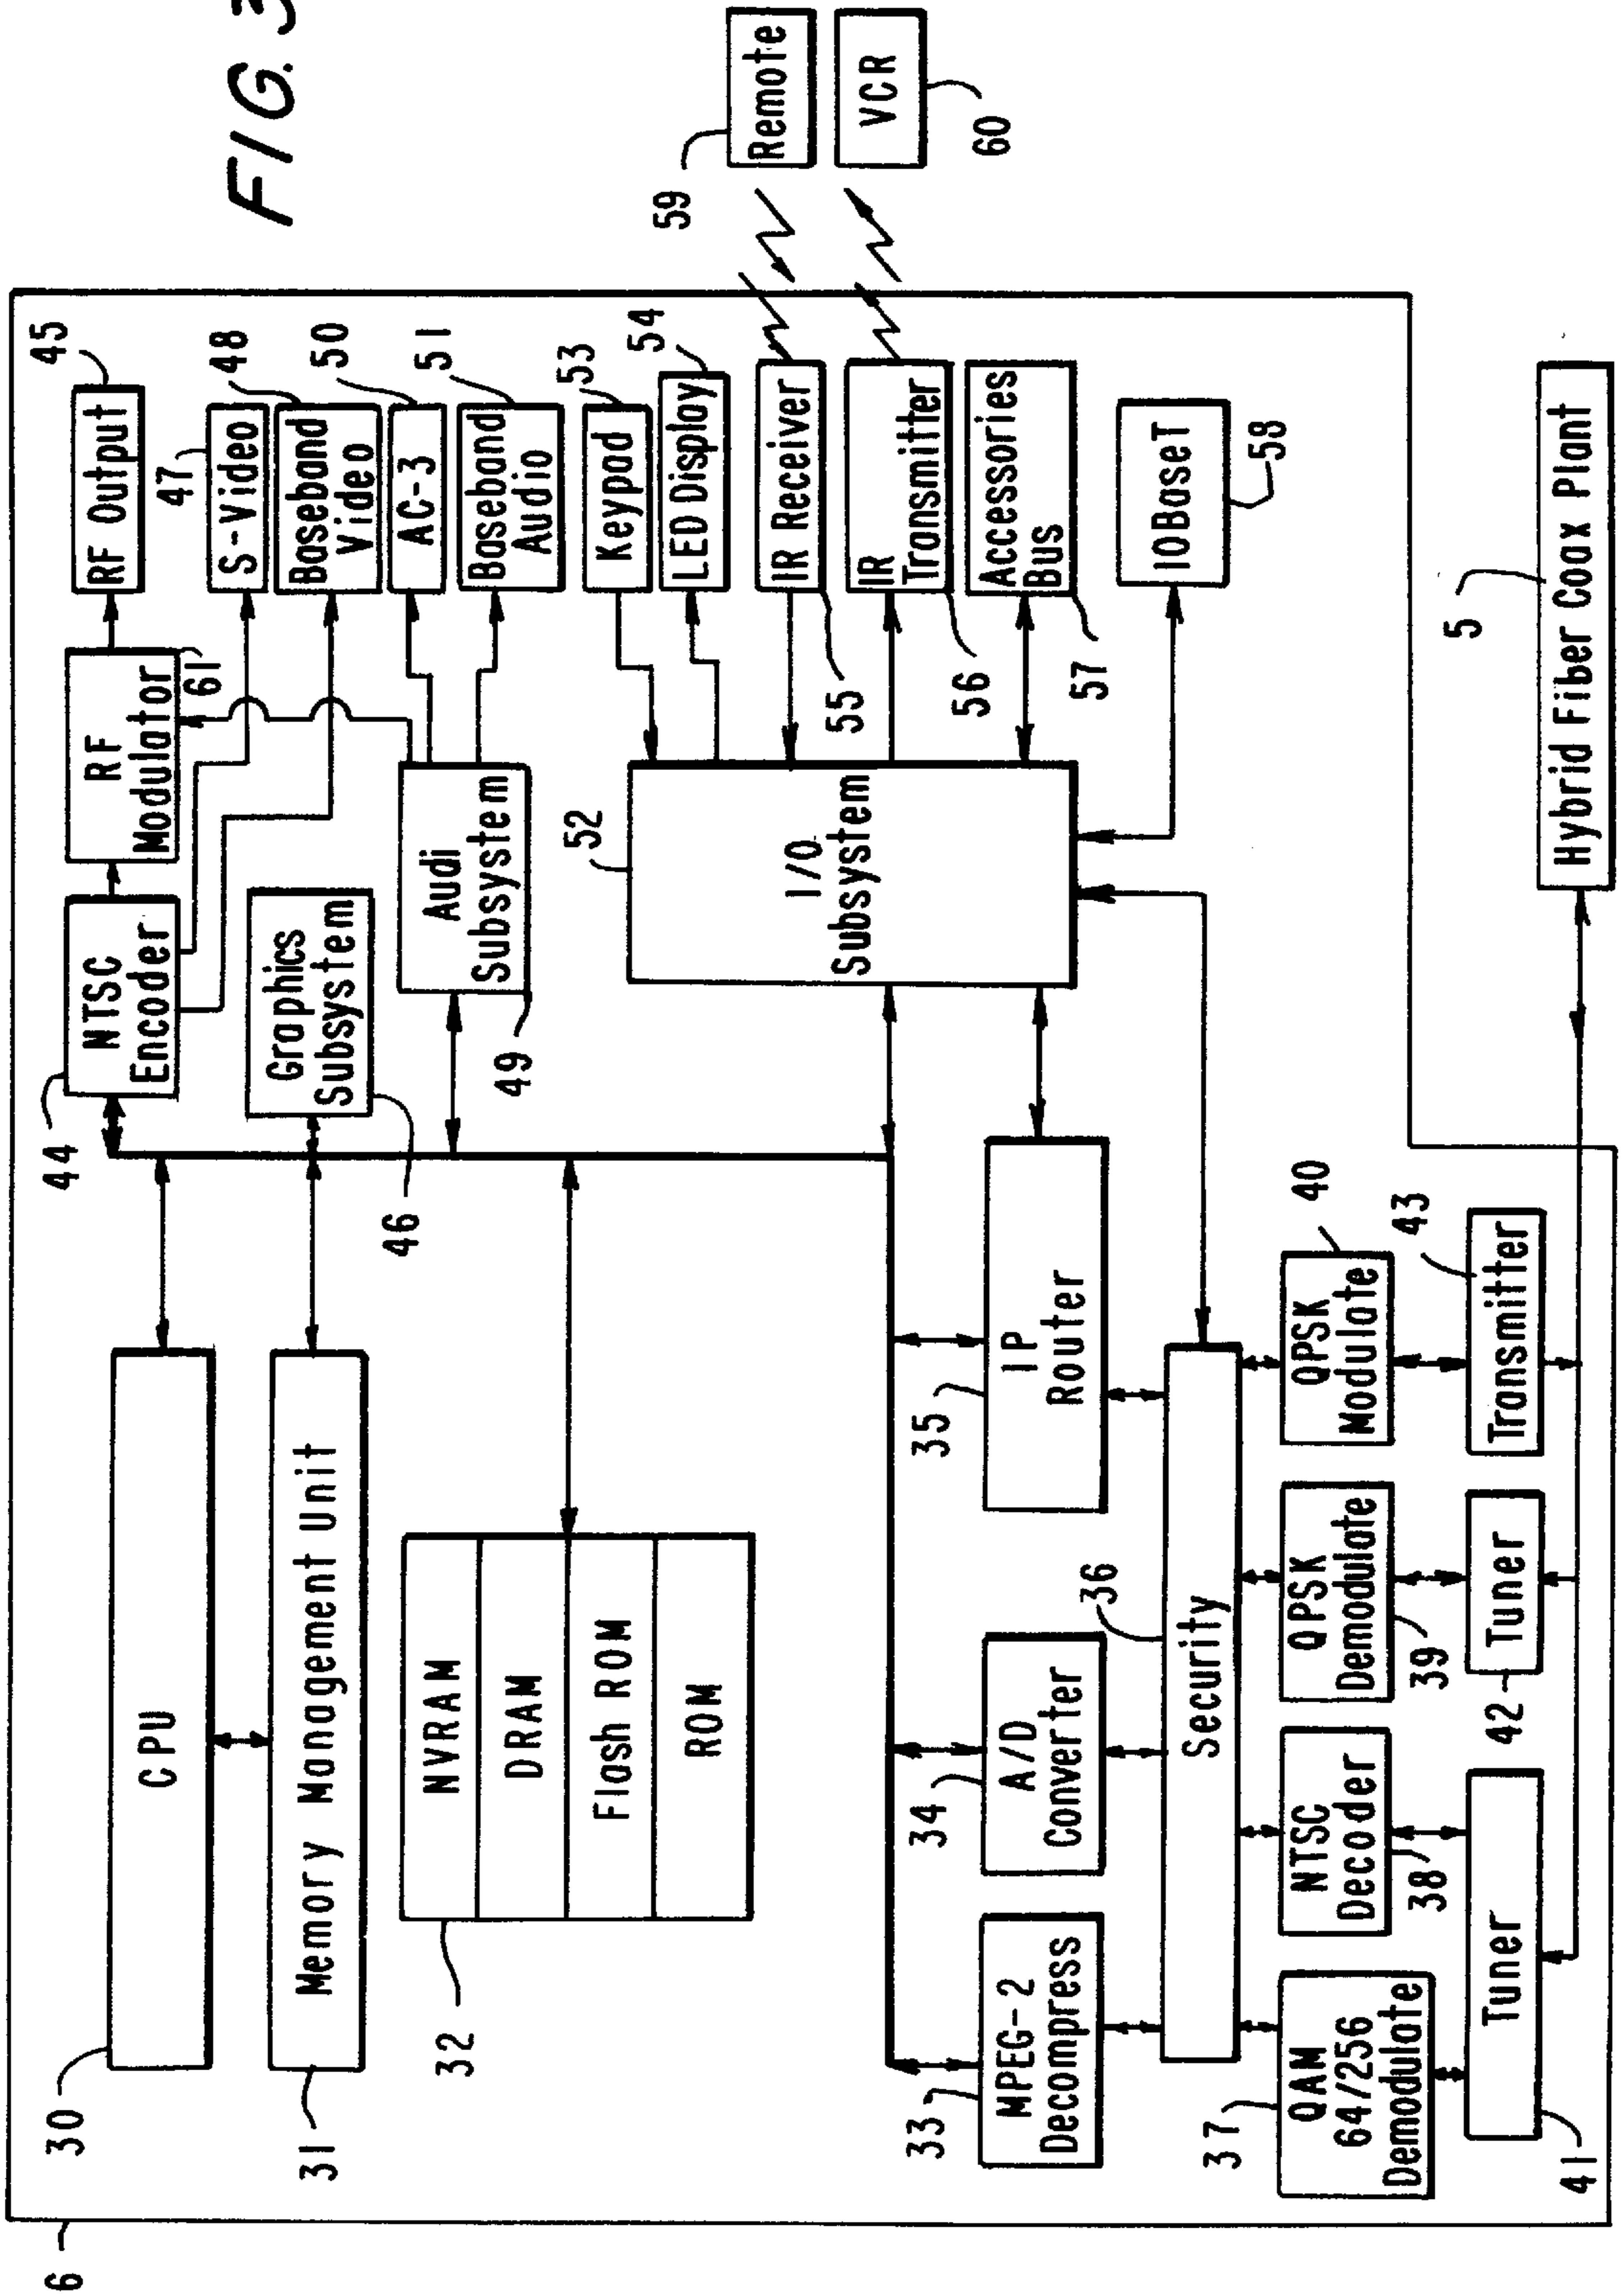 FIG. 3
6
30
CPU
31
Memory Management Unit
32
NVRAM
DRAM
Flash ROM
ROM
44
NTSC
Encoder
RF
Modulator
61
RF Output
45
47
S-Video
48
Baseband
Video
50
AC-3
51
Baseband
Audio
46
Graphics
Subsystem
49
Audi
Subsystem
52
I/O
Subsystem
53
Keypad
54
LED Display
IR Receiver
55
IR
Transmitter
56
Accessories
Bus
57
10BaseT
58
59
Remote
VCR
60
33
MPEG-2
Decompress
34
A/D
Converter
35
IP
Router
36
Security
37
QAM
64/256
Demodulate
NTSC
Decoder
38
QPSK
Demodulate
39
QPSK
Modulate
40
Tuner
41
Tuner
42
Transmitter
43
5
Hybrid Fiber Coax Plant